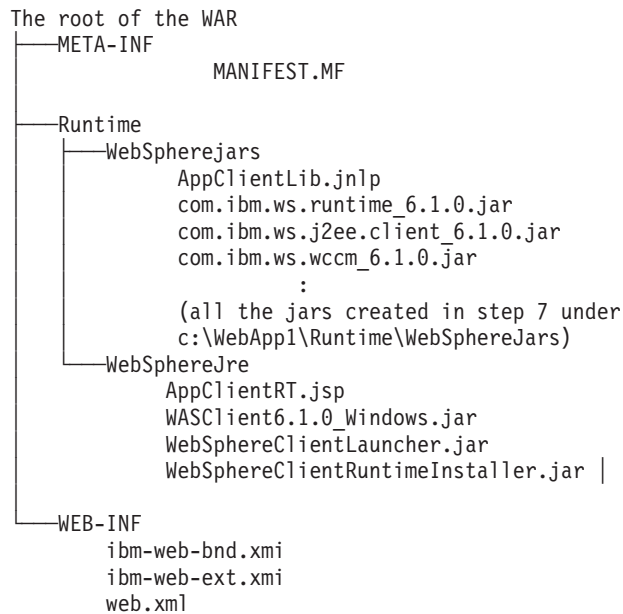 The root of the WAR
META-INF
MANIFEST.MF
Runtime
WebSpherejars
AppClientLib.jnlp
com.ibm.ws.runtime_6.1.0.jar
com.ibm.ws.j2ee.client_6.1.0.jar
com.ibm.ws.wccm_6.1.0.jar
:
(all the jars created in step 7 under
c:\WebApp1\Runtime\WebSphereJars)
WebSphereJre
AppClientRT.jsp
WASClient6.1.0_Windows.jar
WebSphereClientLauncher.jar
WebSphereClientRuntimeInstaller.jar |
WEB-INF
ibm-web-bnd.xmi
ibm-web-ext.xmi
web.xml